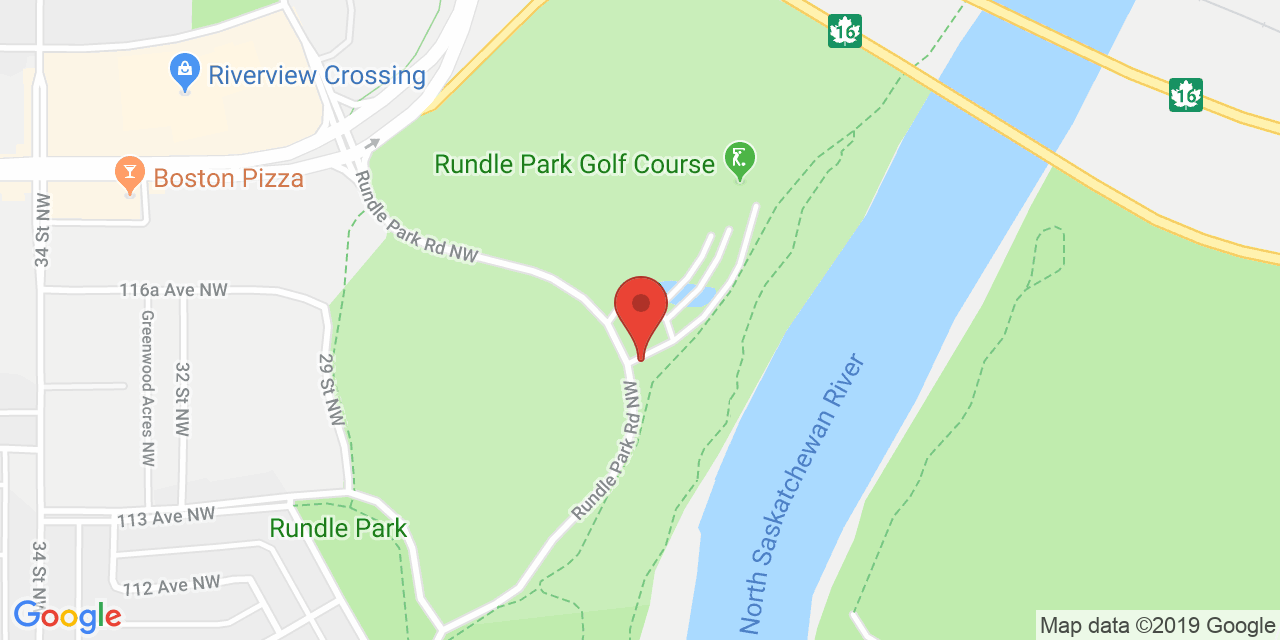 16
16
Riverview Crossing
Rundle Park Golf Course
Boston Pizza
34 St NW
Rundle Park Rd NW
116a Ave NW
Greenwood Acres NW
32 St NW
29 St NW
Rundle Park Rd NW
North Saskatchewan River
113 Ave NW
Rundle Park
34 St NW
112 Ave NW
Google
Map data ©2019 Google